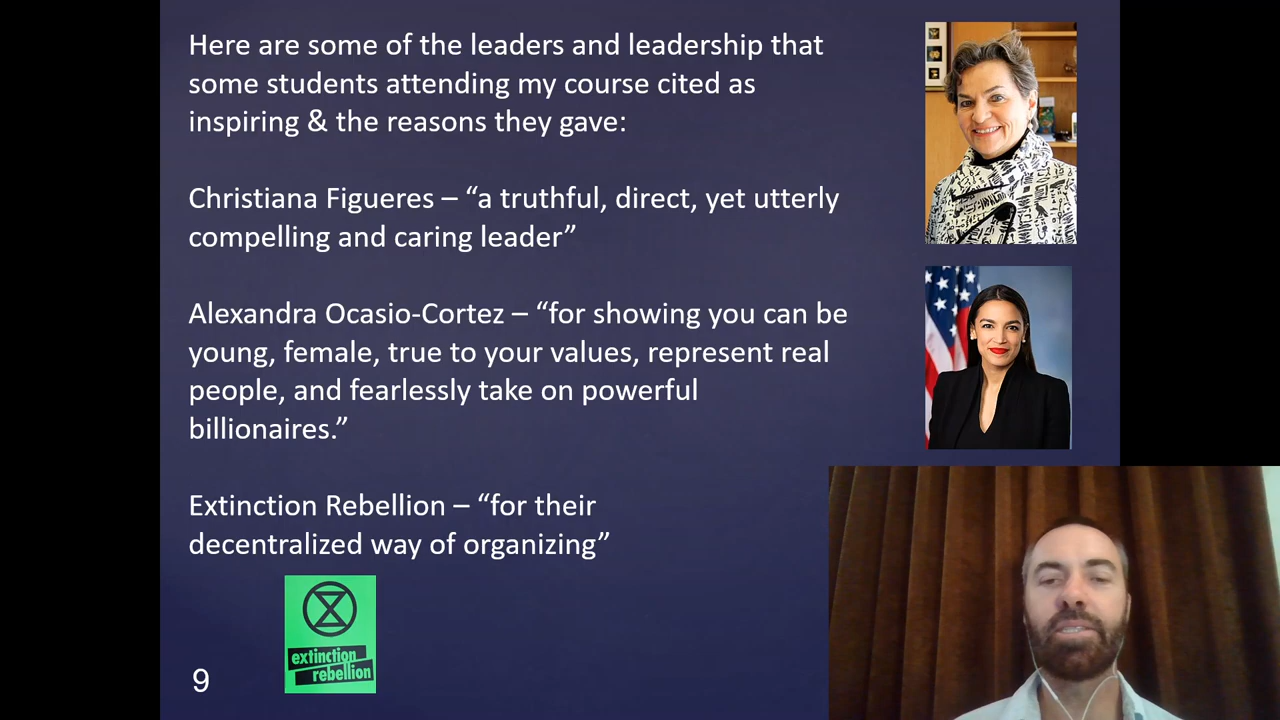 Here are some of the leaders and leadership that
some students attending my course cited as
inspiring & the reasons they gave:
Christiana Figueres – “a truthful, direct, yet utterly
compelling and caring leader”
Alexandra Ocasio-Cortez – “for showing you can be
young, female, true to your values, represent real
people, and fearlessly take on powerful
billionaires.”
Extinction Rebellion – “for their
decentralized way of organizing”
extinction
rebellion
9